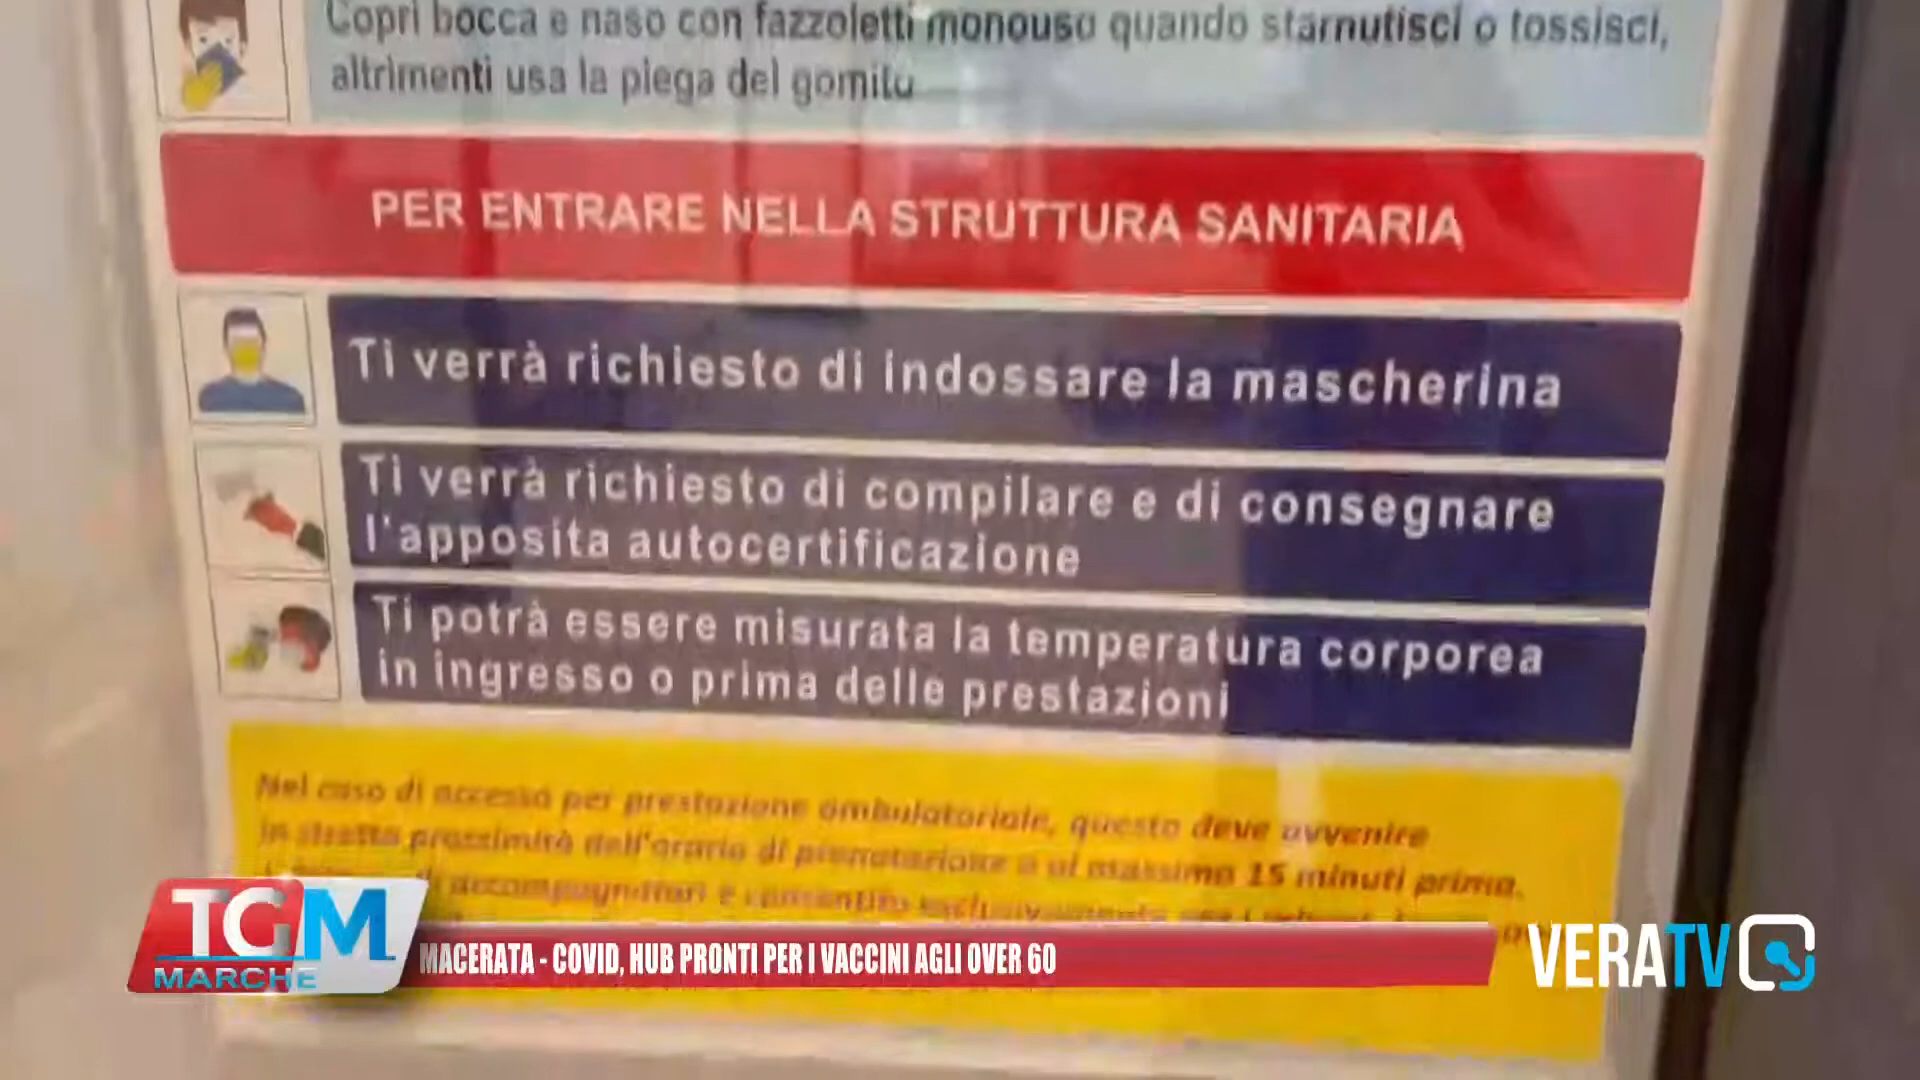 Copri bocca e naso con fazzoletti monouso quando starnutisci o tossisci,
altrimenti usa la piega del gomito
PER ENTRARE NELLA STRUTTURA SANITARIA
Ti verrà richiesto di indossare la mascherina
Ti verrà richiesto di compilare e di consegnare
l'apposita autocertificazione
Ti potrà essere misurata la temperatura corporea
in ingresso o prima delle prestazioni
Nel caso di accesso per prestazione ambulatoriale, questo deve avvenire
in stretta prossimità dell'orario di prenotazione o al massimo 15 minuti prima.
di accompagnatori è consentito esclusivamente
TGM
MARCHE
MACERATA - COVID, HUB PRONTI PER I VACCINI AGLI OVER 60
VERATV